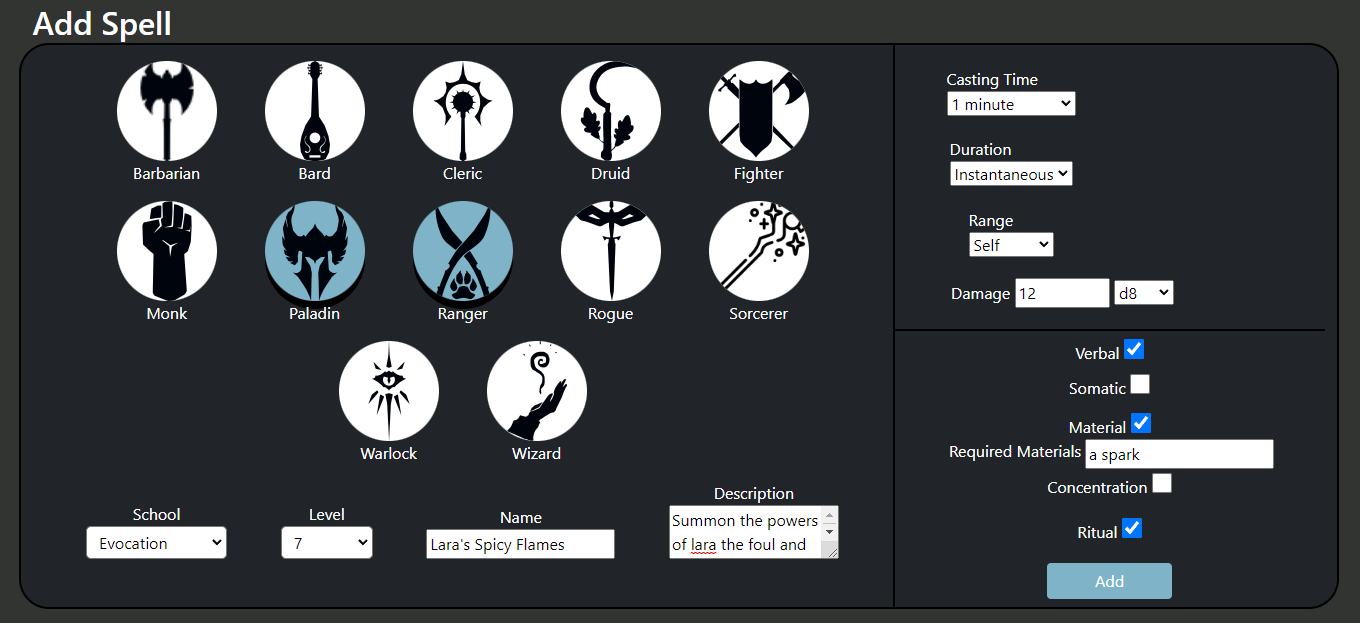 Add Spell
Barbarian
Bard
Cleric
Druid
Fighter
Monk
Paladin
Ranger
Rogue
Sorcerer
Warlock
Wizard
School
Evocation
Level
7
Name
Lara's Spicy Flames
Description
Summon the powers
of lara the foul and
Casting Time
1 minute
Duration
Instantaneous
Range
Self
Damage 12 d8
Verbal
Somatic
Material
Required Materials a spark
Concentration
Ritual
Add